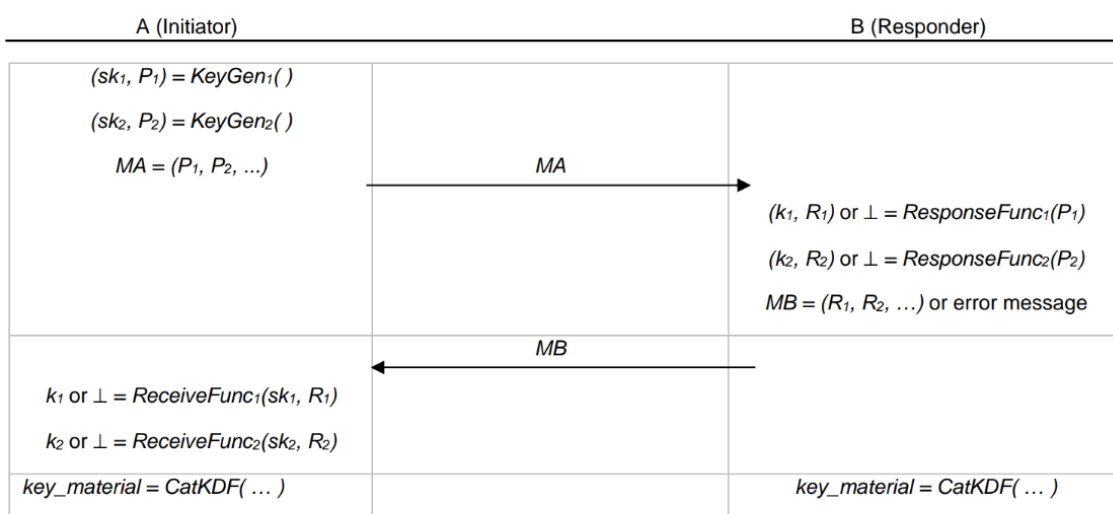 A (Initiator)
B (Responder)
(sk₁, P₁) = KeyGen₁( )
(sk₂, P₂) = KeyGen₂( )
MA = (P₁, P₂, ...)
MA
(k₁, R₁) or ⊥ = ResponseFunc₁(P₁)
(k₂, R₂) or ⊥ = ResponseFunc₂(P₂)
MB = (R₁, R₂, …) or error message
MB
k₁ or ⊥ = ReceiveFunc₁(sk₁, R₁)
k₂ or ⊥ = ReceiveFunc₂(sk₂, R₂)
key_material = CatKDF( … )
key_material = CatKDF( … )